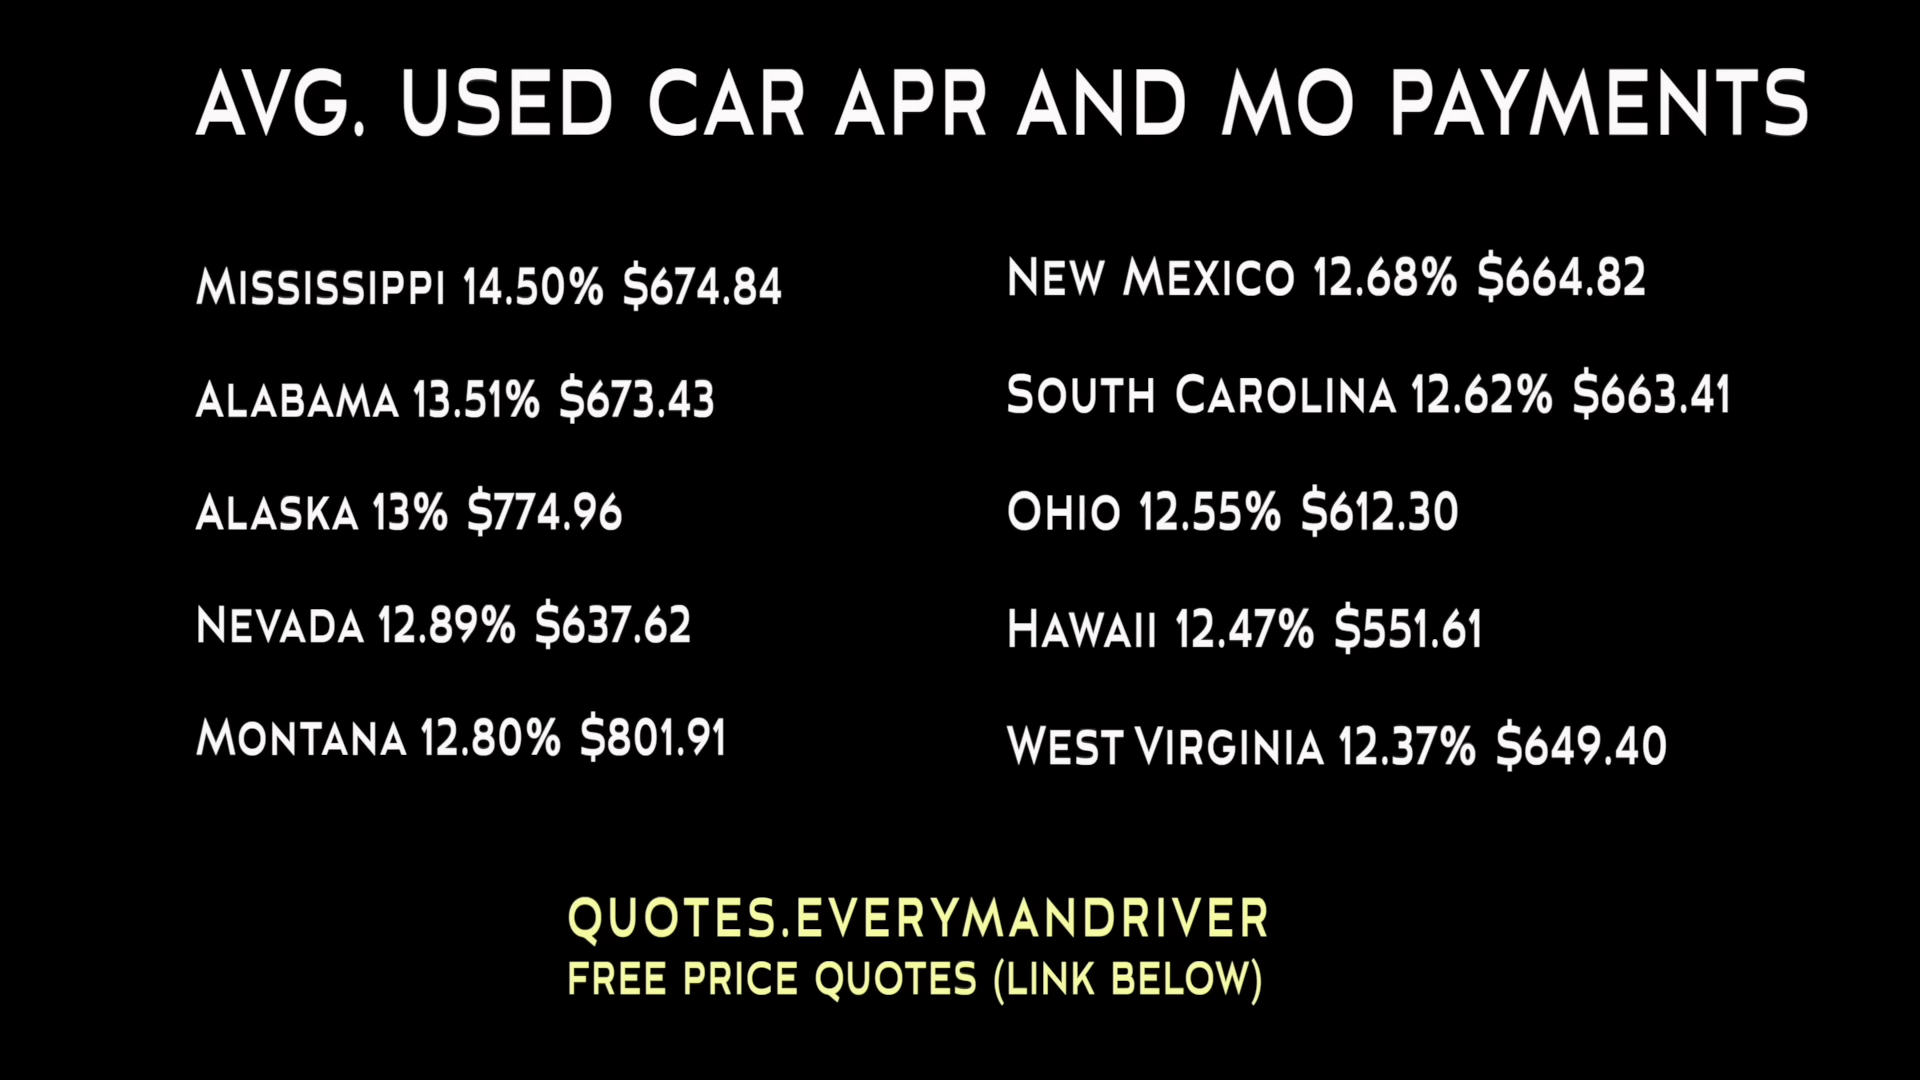 AVG. USED CAR APR AND MO PAYMENTS
MISSISSIPPI 14.50% $674.84
ALABAMA 13.51% $673.43
ALASKA 13% $774.96
NEVADA 12.89% $637.62
MONTANA 12.80% $801.91
NEW MEXICO 12.68% $664.82
SOUTH CAROLINA 12.62% $663.41
OHIO 12.55% $612.30
HAWAII 12.47% $551.61
WEST VIRGINIA 12.37% $649.40
QUOTES.EVERYMANDRIVER
FREE PRICE QUOTES (LINK BELOW)